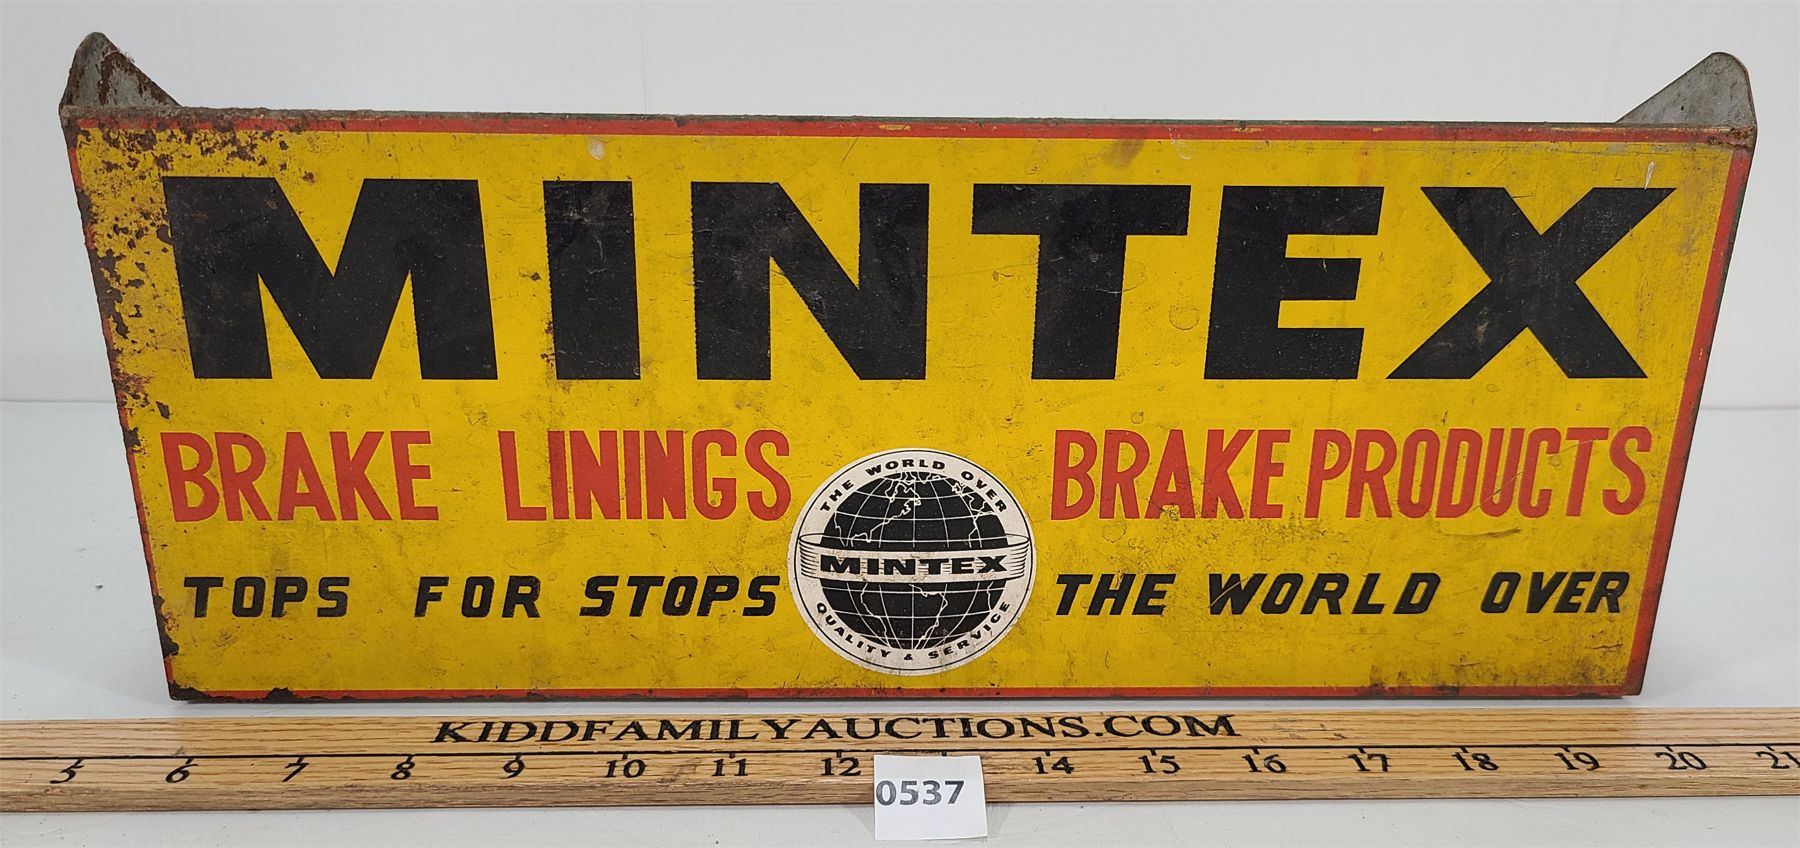 MINTEX
BRAKE LININGS BRAKE PRODUCTS
THE WORLD OVER
MINTEX
QUALITY & SERVICE
TOPS FOR STOPS THE WORLD OVER
KIDDFAMILYAUCTIONS.COM
5 6 7 8 9 10 11 12 14 15 16 17 18 19 20 21
0537